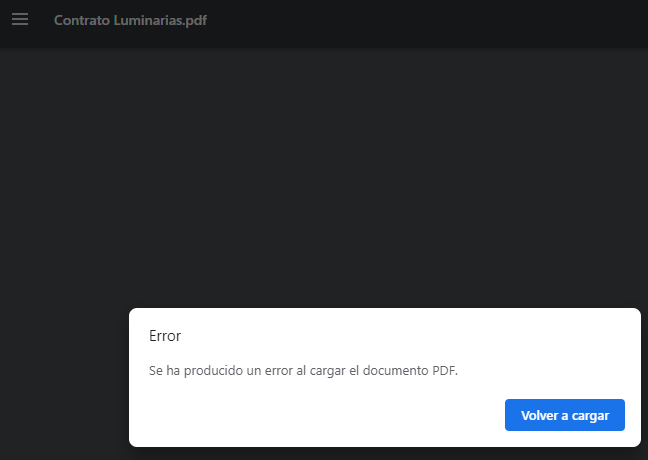 Contrato Luminarias.pdf
Error
Se ha producido un error al cargar el documento PDF.
Volver a cargar